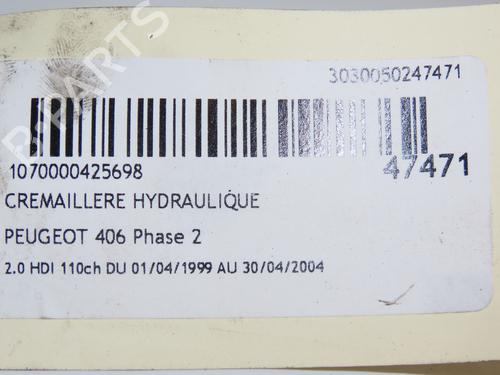 3030050247471
1070000425698
47471
CREMAILLERE HYDRAULIQUE
PEUGEOT 406 Phase 2
2.0 HDI 110ch DU 01/04/1999 AU 30/04/2004
B-PARTS